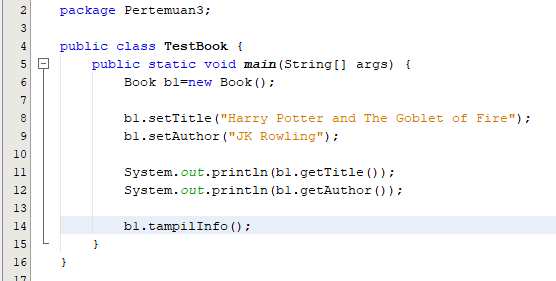 2 package Pertemuan3;
3
4 public class TestBook {
5 public static void main(String[] args) {
6 Book b1=new Book();
7
8 b1.setTitle("Harry Potter and The Goblet of Fire");
9 b1.setAuthor("JK Rowling");
10
11 System.out.println(b1.getTitle());
12 System.out.println(b1.getAuthor());
13
14 b1.tampilInfo();
15 }
16 }
17